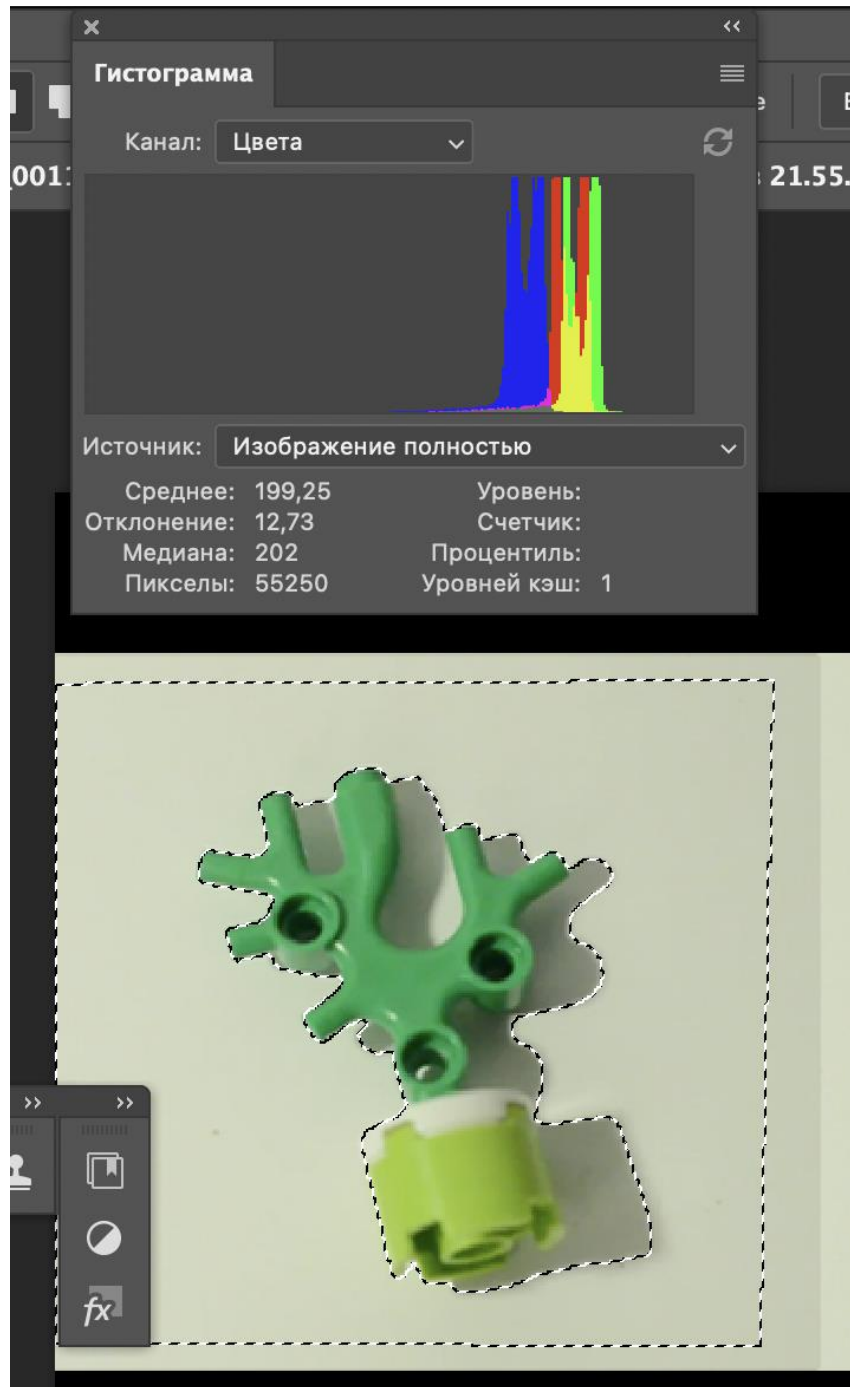 Гистограмма
Канал: Цвета
21.55.
Источник: Изображение полностью
Среднее: 199,25 Уровень:
Отклонение: 12,73 Счетчик:
Медиана: 202 Процентиль:
Пикселы: 55250 Уровней кэш: 1
fx